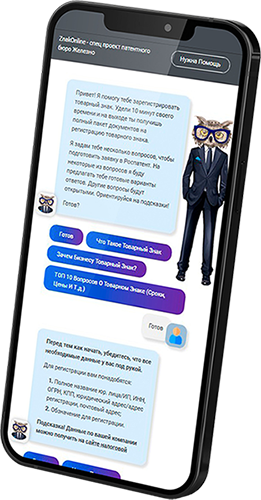 ZnakOnline - спец проект патентного
бюро Железно
Нужна Помощь
Привет! Я помогу тебе зарегистрировать
товарный знак. Удели 10 минут своего
времени и на выходе ты получишь
полный пакет документов на
регистрацию товарного знака.
Я задам тебе несколько вопросов, чтобы
подготовить заявку в Роспатент. На
некоторые из вопросов я буду
предлагать тебе готовые варианты
ответов. Другие вопросы будут
открытыми. Ориентируйся на подсказки!
Готов?
Готов
Что Такое Товарный Знак
Зачем Бизнесу Товарный Знак?
ТОП 10 Вопросов О Товарном Знаке (Сроки,
Цены И Т.д.)
Готов
Перед тем как начать, убедитесь, что все
необходимые данные у вас под рукой.
Для регистрации вам понадобятся:
1. Полное название юр. лица/ИП, ИНН,
ОГРН, КПП, юридический адрес/адрес
регистрации, почтовый адрес;
2. Обозначение для регистрации.
Подсказка! Данные по вашей компании
можно получить на сайте налоговой